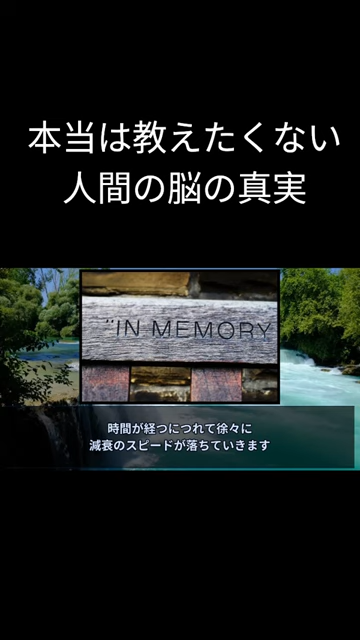 本当は教えたくない
人間の脳の真実
"IN MEMORY
時間が経つにつれて徐々に
減衰のスピードが落ちていきます